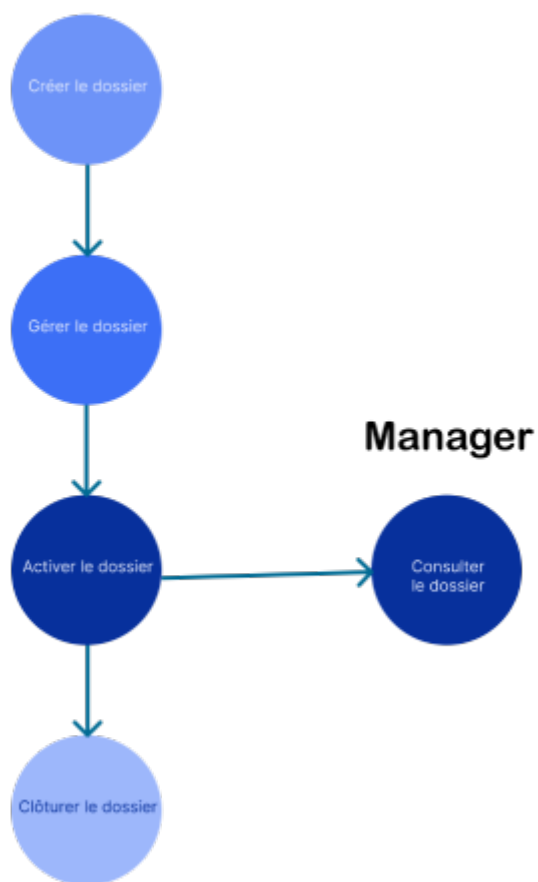 Créer le dossier
Gérer le dossier
Manager
Activer le dossier
Consulter
le dossier
Clôturer le dossier